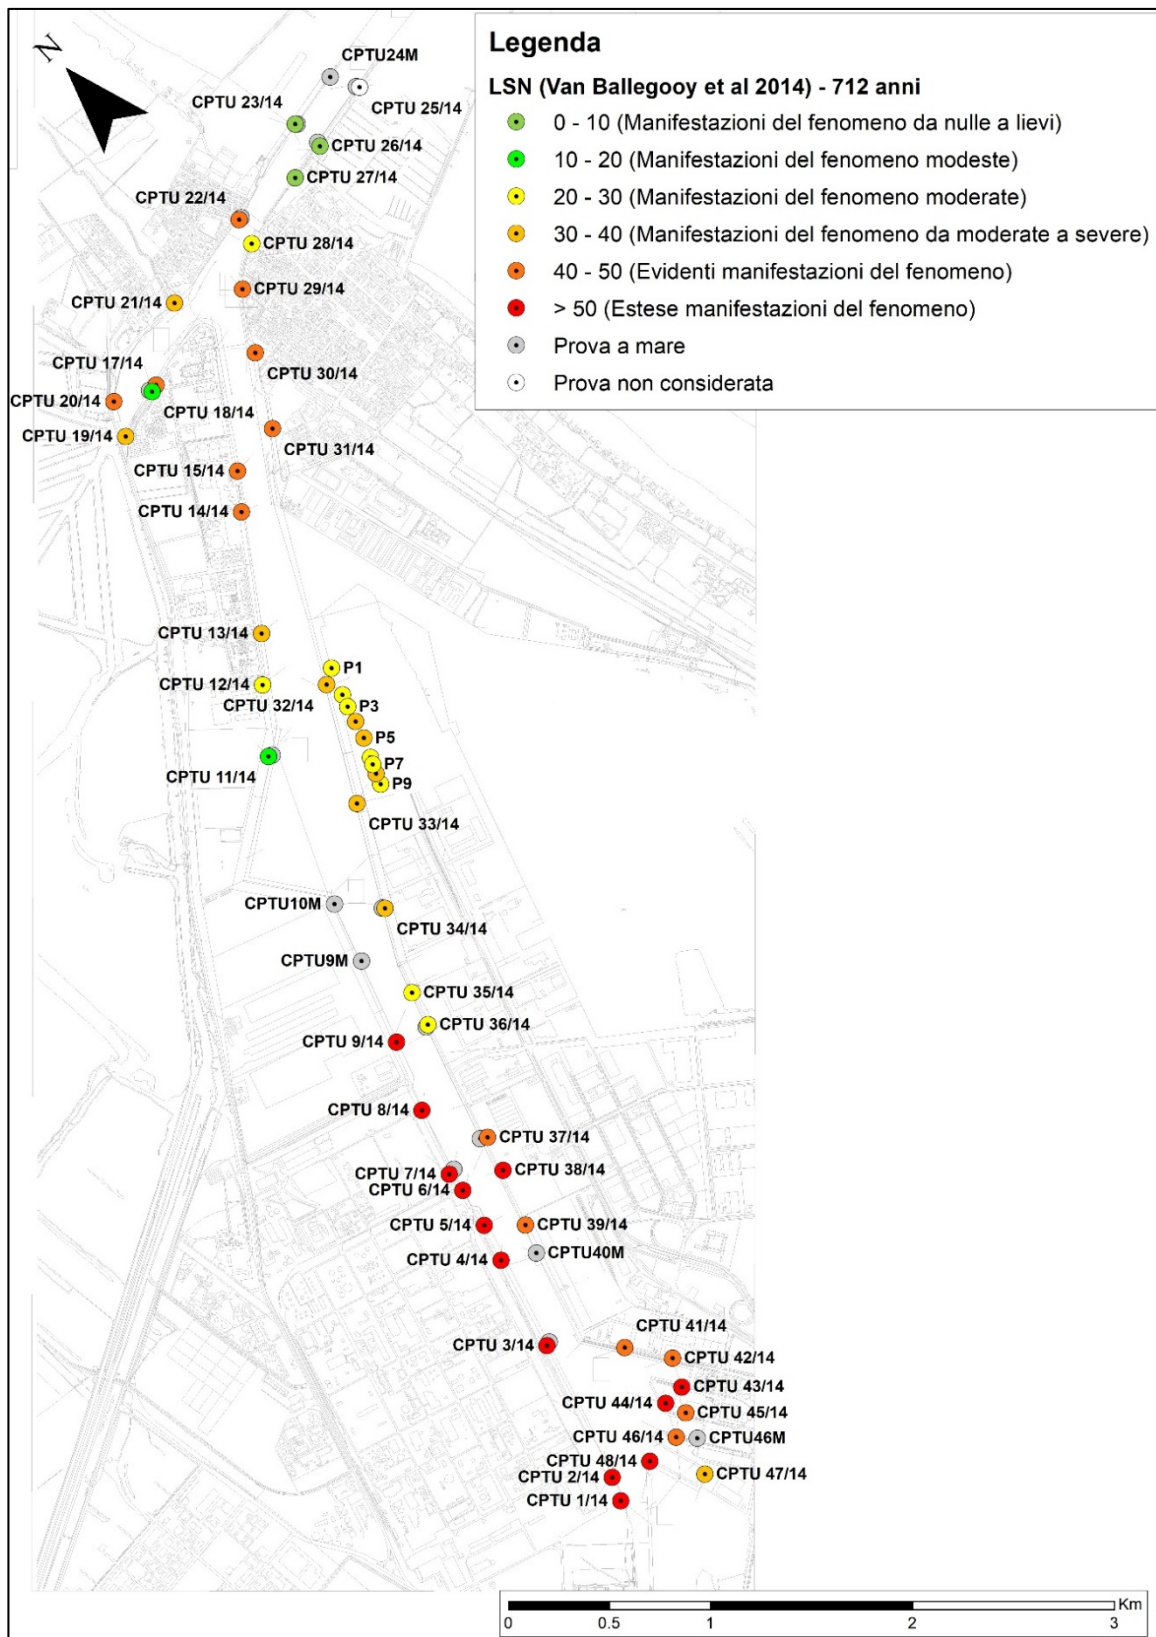 N
Legenda
LSN (Van Ballegooy et al 2014) - 712 anni
0 - 10 (Manifestazioni del fenomeno da nulle a lievi)
10 - 20 (Manifestazioni del fenomeno modeste)
20 - 30 (Manifestazioni del fenomeno moderate)
30 - 40 (Manifestazioni del fenomeno da moderate a severe)
40 - 50 (Evidenti manifestazioni del fenomeno)
> 50 (Estese manifestazioni del fenomeno)
Prova a mare
Prova non considerata
CPTU24M
CPTU 23/14
CPTU 25/14
CPTU 26/14
CPTU 27/14
CPTU 22/14
CPTU 28/14
CPTU 29/14
CPTU 21/14
CPTU 17/14
CPTU 30/14
CPTU 20/14
CPTU 18/14
CPTU 19/14
CPTU 31/14
CPTU 15/14
CPTU 14/14
CPTU 13/14
P1
CPTU 12/14
CPTU 32/14
P3
P5
CPTU 11/14
P7
P9
CPTU 33/14
CPTU10M
CPTU 34/14
CPTU9M
CPTU 35/14
CPTU 36/14
CPTU 9/14
CPTU 8/14
CPTU 37/14
CPTU 7/14
CPTU 38/14
CPTU 6/14
CPTU 5/14
CPTU 39/14
CPTU40M
CPTU 4/14
CPTU 41/14
CPTU 3/14
CPTU 42/14
CPTU 43/14
CPTU 44/14
CPTU 45/14
CPTU 46/14
CPTU46M
CPTU 48/14
CPTU 47/14
CPTU 2/14
CPTU 1/14
Km
0 0.5 1 2 3